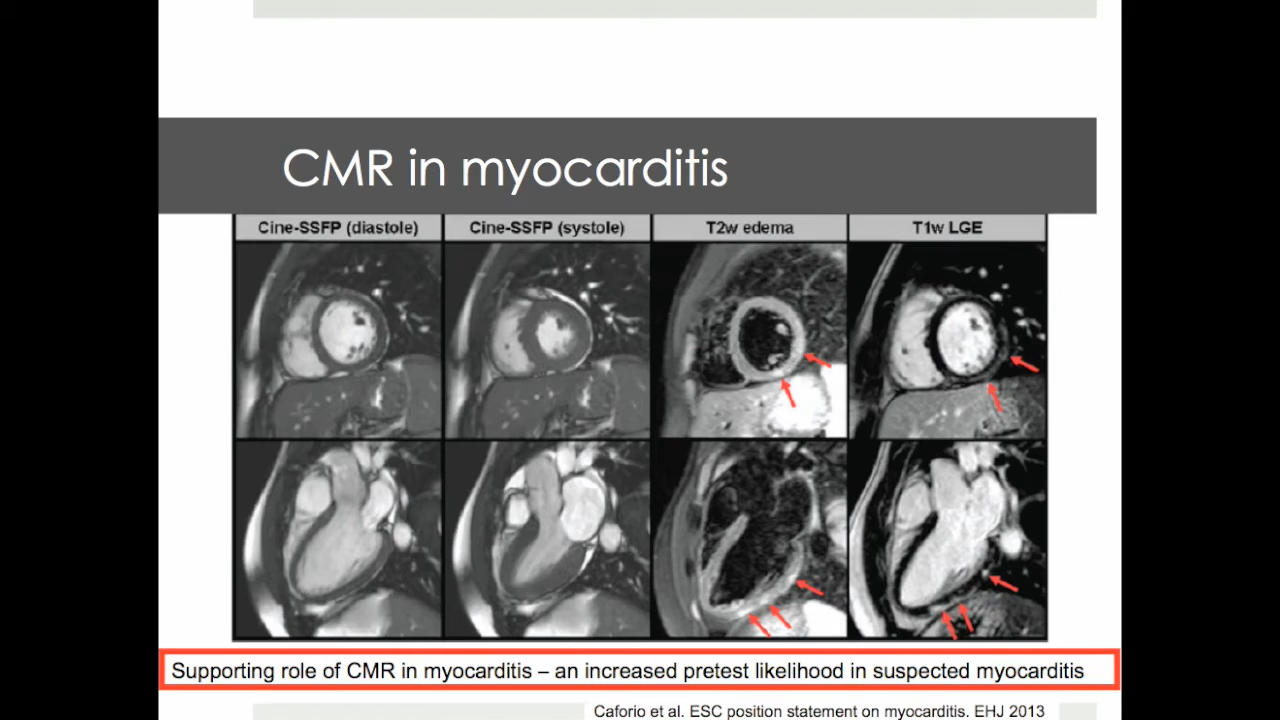 CMR in myocarditis
Cine-SSFP (diastole) Cine-SSFP (systole) T2w edema T1w LGE
Supporting role of CMR in myocarditis – an increased pretest likelihood in suspected myocarditis
Caforio et al. ESC position statement on myocarditis. EHJ 2013